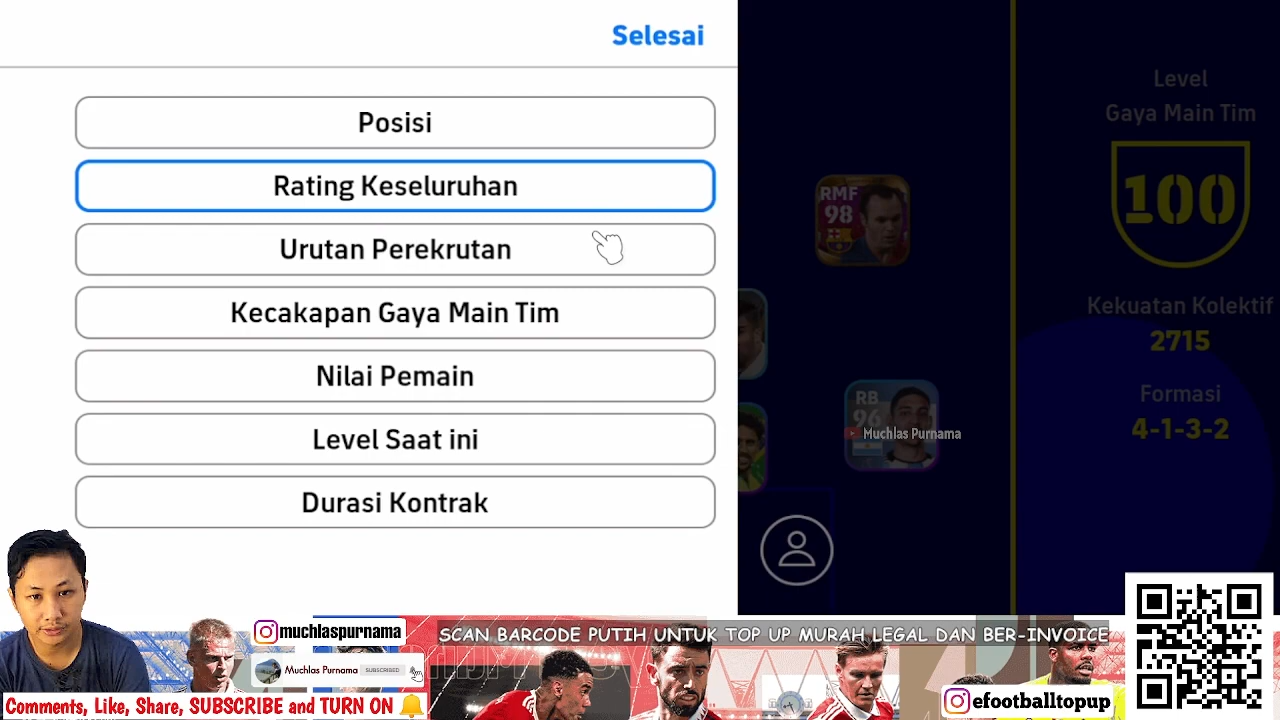 Selesai
Posisi
Rating Keseluruhan
Urutan Perekrutan
Kecakapan Gaya Main Tim
Nilai Pemain
Level Saat ini
Durasi Kontrak
RMF
98
RB
96
Muchlas Purnama
Level
Gaya Main Tim
100
Kekuatan Kolektif
2715
Formasi
4-1-3-2
muchlaspurnama
Muchlas Purnama
SUBSCRIBED
SCAN BARCODE PUTIH UNTUK TOP UP MURAH LEGAL DAN BER-INVOICE
Comments, Like, Share, SUBSCRIBE and TURN ON
efootballtopup